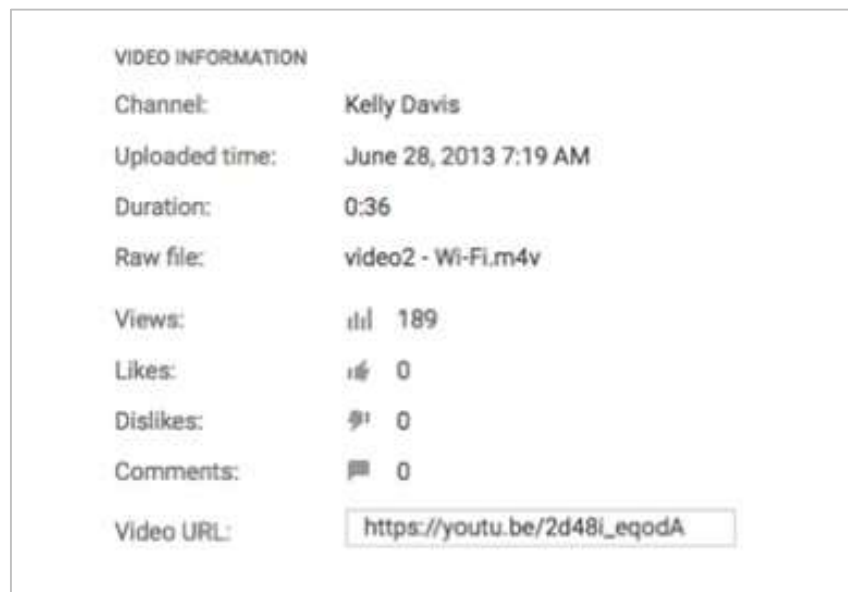 VIDEO INFORMATION
Channel: Kelly Davis
Uploaded time: June 28, 2013 7:19 AM
Duration: 0:36
Raw file: video2 - Wi-Fi.m4v
Views: 189
Likes: 0
Dislikes: 0
Comments: 0
Video URL: https://youtu.be/2d48i_eqodA